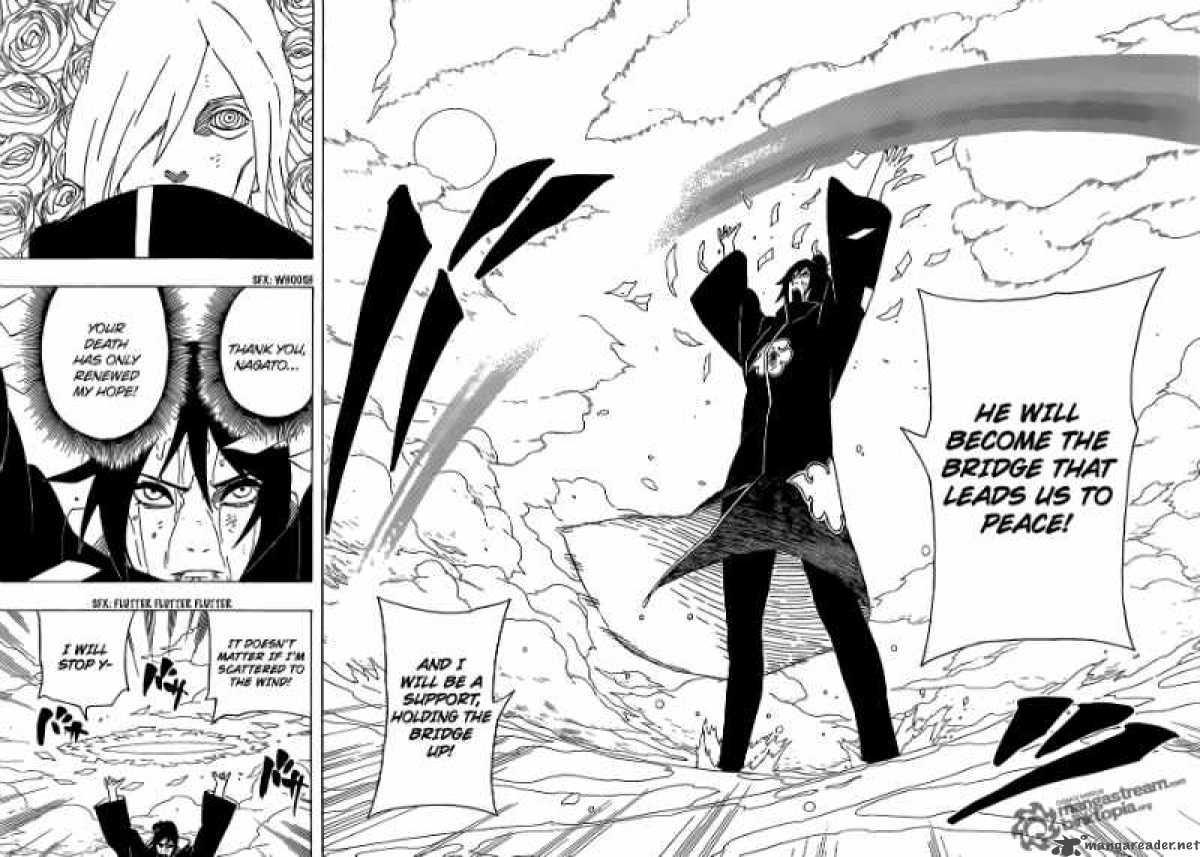 HE WILL
BECOME THE
BRIDGE THAT
LEADS US TO
PEACE!
AND I
WILL BE A
SUPPORT,
HOLDING THE
BRIDGE
UP!
SFX: WHOOSH
THANK YOU,
NAGATO...
YOUR
DEATH
HAS ONLY
RENEWED
MY HOPE!
SFX: FLUTTER FLUTTER FLUTTER
IT DOESN'T
MATTER IF I'M
SCATTERED TO
THE WIND!
I WILL
STOP Y-
mangastream.com
binktopia.org
mangareader.net